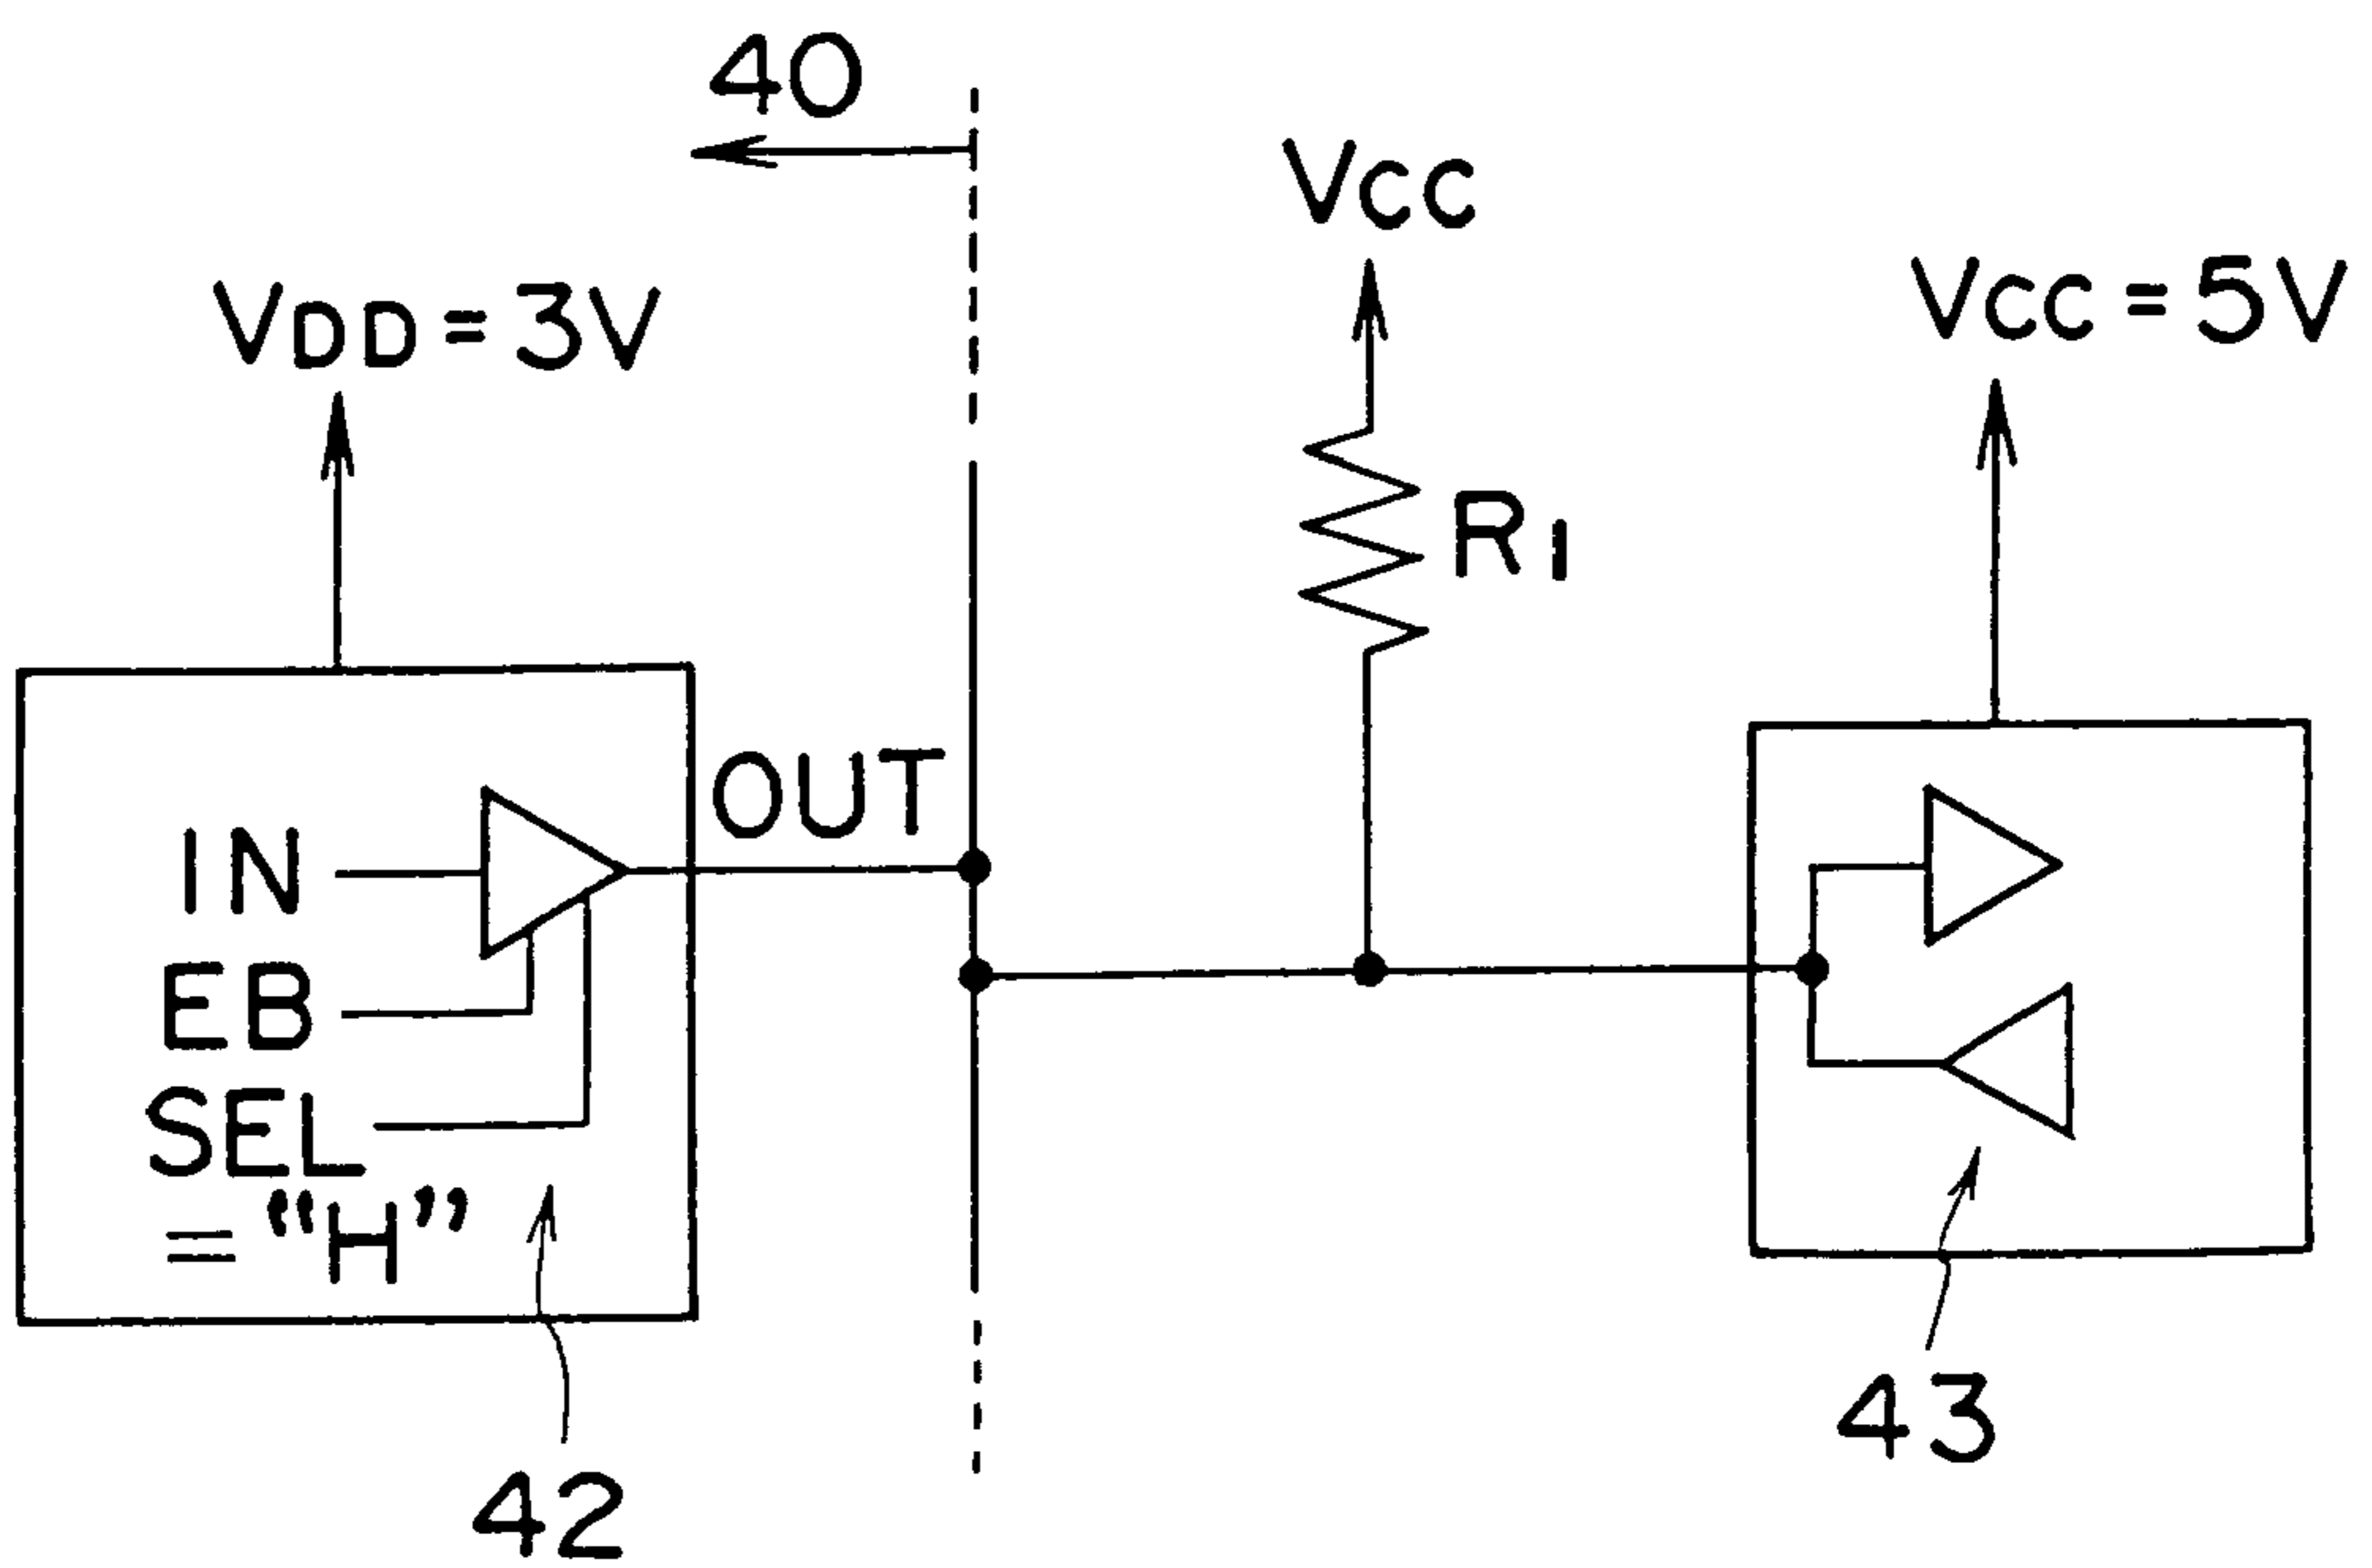 40
VCC
VDD=3V
VCC=5V
R1
OUT
IN
EB
SEL
="H"
42
43